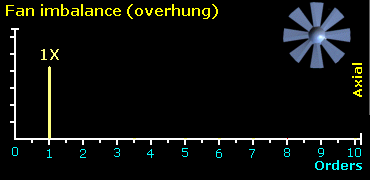 Fan imbalance (overhung)
1X
Axial
0 1 2 3 4 5 6 7 8 9 10
Orders